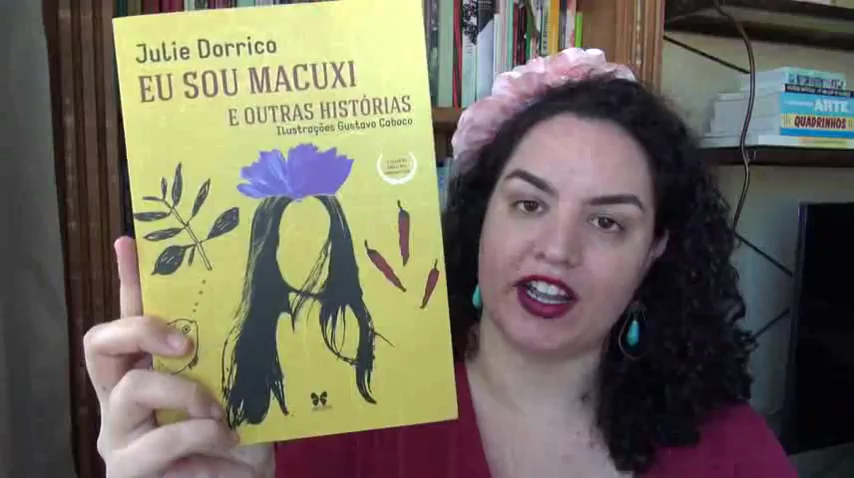 Julie Dorrico
EU SOU MACUXI
E OUTRAS HISTÓRIAS
Ilustrações Gustavo Caboco
ARTE
QUADRINHOS